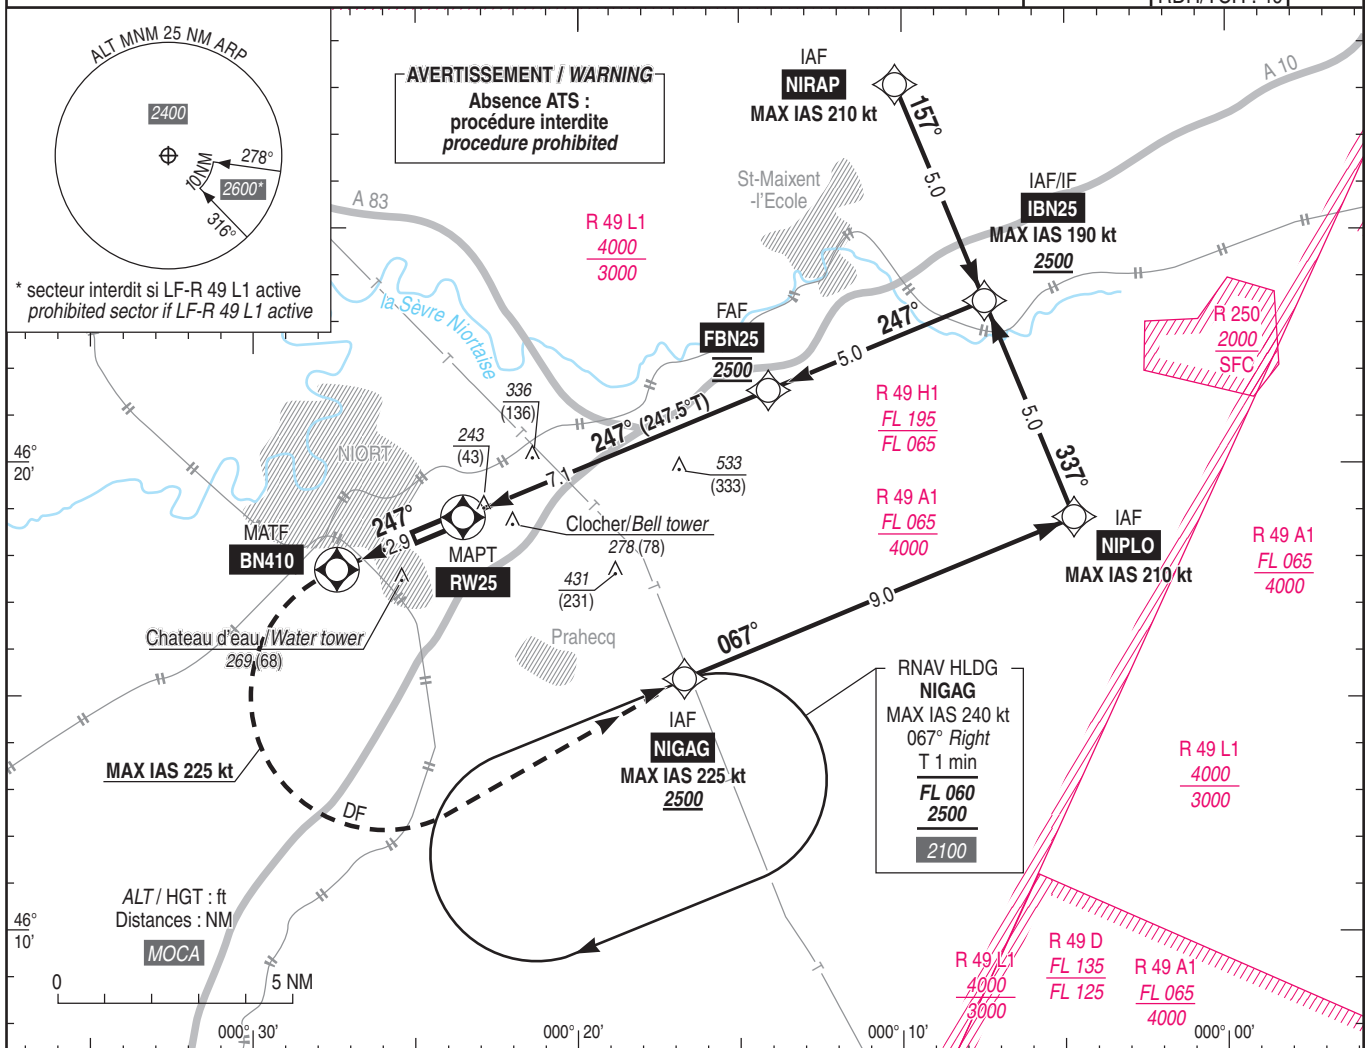 RDH/TCH : 49
ALT MNM 25 NM ARP
2400
10NM
278°
2600*
316°
* secteur interdit si LF-R 49 L1 active
prohibited sector if LF-R 49 L1 active
AVERTISSEMENT / WARNING
Absence ATS :
procédure interdite
procedure prohibited
IAF
NIRAP
MAX IAS 210 kt
157°
5.0
A 10
A 83
St-Maixent
-l'Ecole
R 49 L1
4000
3000
IAF/IF
IBN25
MAX IAS 190 kt
2500
la Sèvre Niortaise
FAF
FBN25
2500
247°
5.0
R 250
2000
SFC
336
(136)
243
(43)
247° (247.5°T)
7.1
R 49 H1
FL 195
FL 065
5.0
337°
46°
20'
NIORT
533
(333)
R 49 A1
FL 065
4000
247°
2.9
MATF
BN410
MAPT
RW25
Clocher/Bell tower
278 (78)
431
(231)
IAF
NIPLO
MAX IAS 210 kt
R 49 A1
FL 065
4000
9.0
Chateau d'eau /Water tower
269 (68)
Prahecq
067°
IAF
NIGAG
MAX IAS 225 kt
2500
RNAV HLDG
NIGAG
MAX IAS 240 kt
067° Right
T 1 min
FL 060
2500
2100
MAX IAS 225 kt
DF
R 49 L1
4000
3000
ALT / HGT : ft
Distances : NM
MOCA
46°
10'
0
5 NM
R 49 L1
4000
3000
R 49 D
FL 135
FL 125
R 49 A1
FL 065
4000
000° 30'
000° 20'
000° 10'
000° 00'